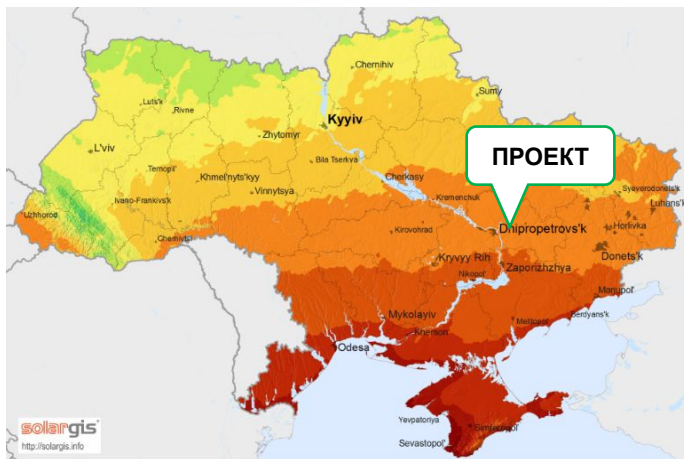 Chernihiv
Sumy
Luts'k
Rivne
Kyyiv
L'viv
Zhytomyr
ПРОЕКТ
Ternopil'
Khmel'nyts'kyy
Bila Tserkva
Cherkasy
Vinnytsya
Kremenchuk
Syeverodonets'k
Uzhhorod
Ivano-Frankivs'k
Luhans'k
Chernivtsi
Kirovohrad
Dnipropetrovs'k
Horlivka
Donets'k
Kryvyy Rih
Zaporizhzhya
Nikopol'
Mariupol'
Mykolayiv
Melitopol'
Berdyans'k
Kherson
Odesa
Yevpatoriya
Simferopol'
Sevastopol'
solargis
http://solargis.info